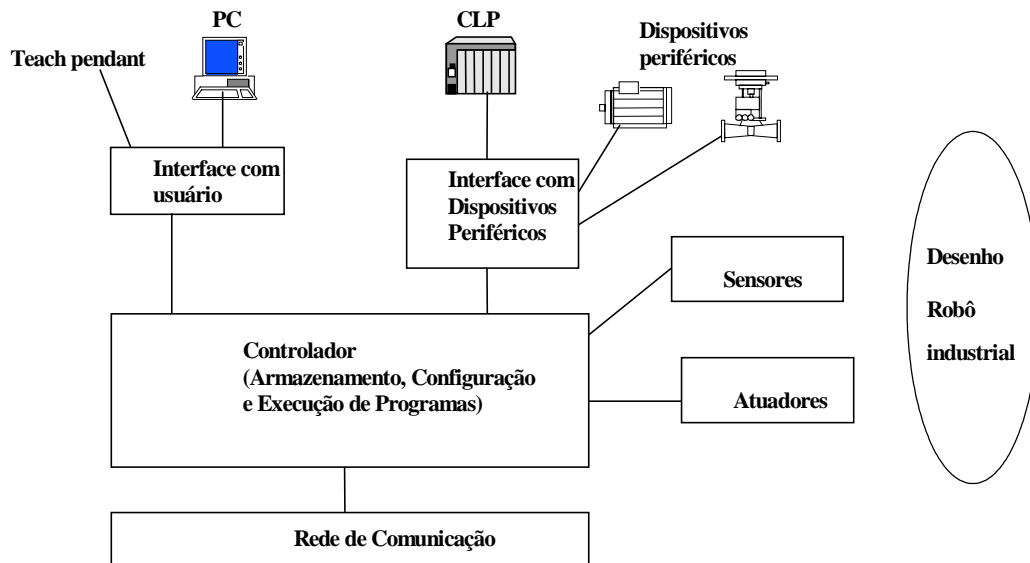 PC
CLP
Dispositivos
periféricos
Teach pendant
Interface com
usuário
Interface com
Dispositivos
Periféricos
Sensores
Desenho
Robô
industrial
Controlador
(Armazenamento, Configuração
e Execução de Programas)
Atuadores
Rede de Comunicação